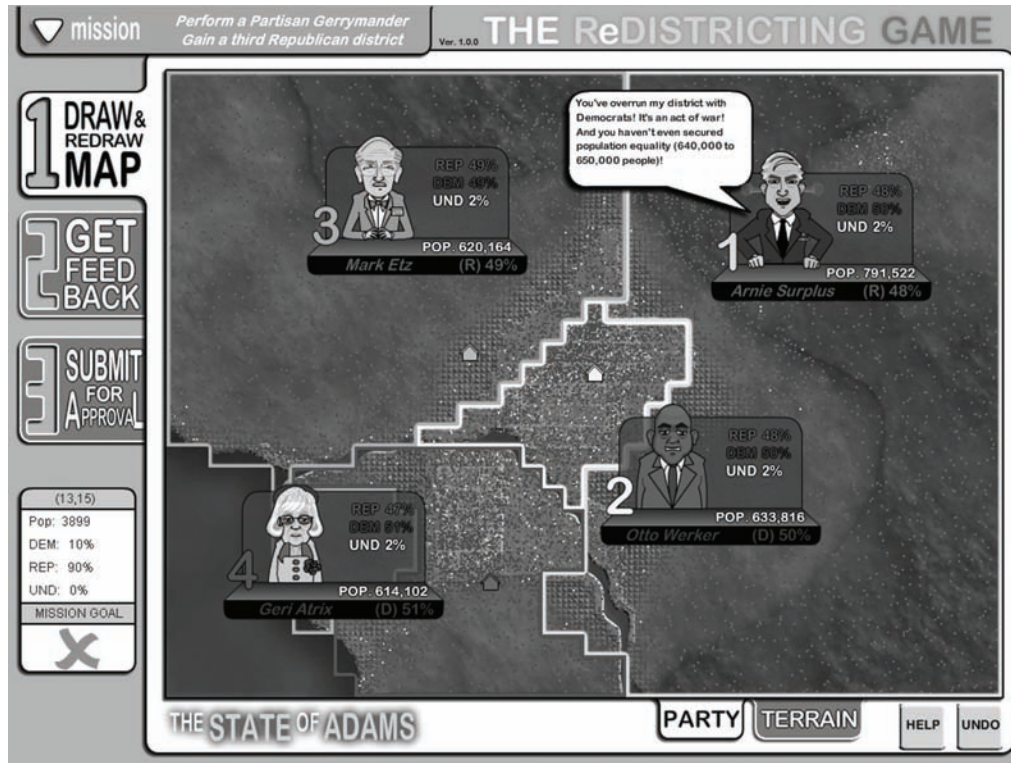 mission
Perform a Partisan Gerrymander
Gain a third Republican district
Ver. 1.0.0
THE ReDISTRICTING GAME
1 DRAW &
REDRAW
MAP
2 GET
FEED
BACK
3 SUBMIT
FOR
APPROVAL
You've overrun my district with
Democrats! It's an act of war!
And you haven't even secured
population equality (640,000 to
650,000 people)!
3
REP 49%
DEM 49%
UND 2%
POP. 620,164
Mark Etz (R) 49%
1
REP 48%
DEM 50%
UND 2%
POP. 791,522
Arnie Surplus (R) 48%
2
REP 48%
DEM 50%
UND 2%
POP. 633,816
Otto Werker (D) 50%
4
REP 47%
DEM 51%
UND 2%
POP. 614,102
Geri Atrix (D) 51%
(13,15)
Pop: 3899
DEM: 10%
REP: 90%
UND: 0%
MISSION GOAL
THE STATE OF ADAMS
PARTY
TERRAIN
HELP
UNDO